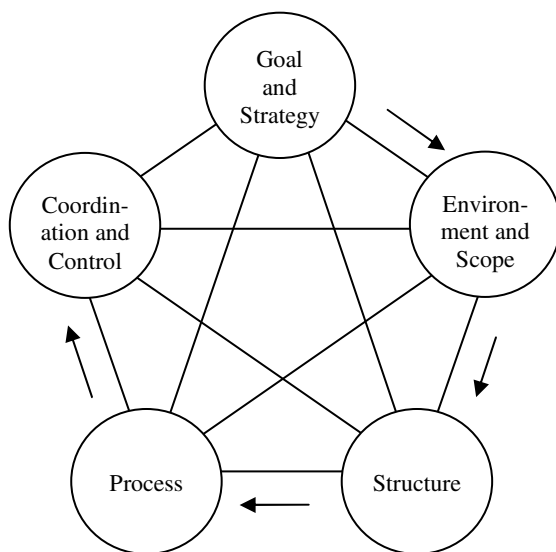 Goal
and
Strategy
Coordin-
ation and
Control
Environ-
ment and
Scope
Process
Structure